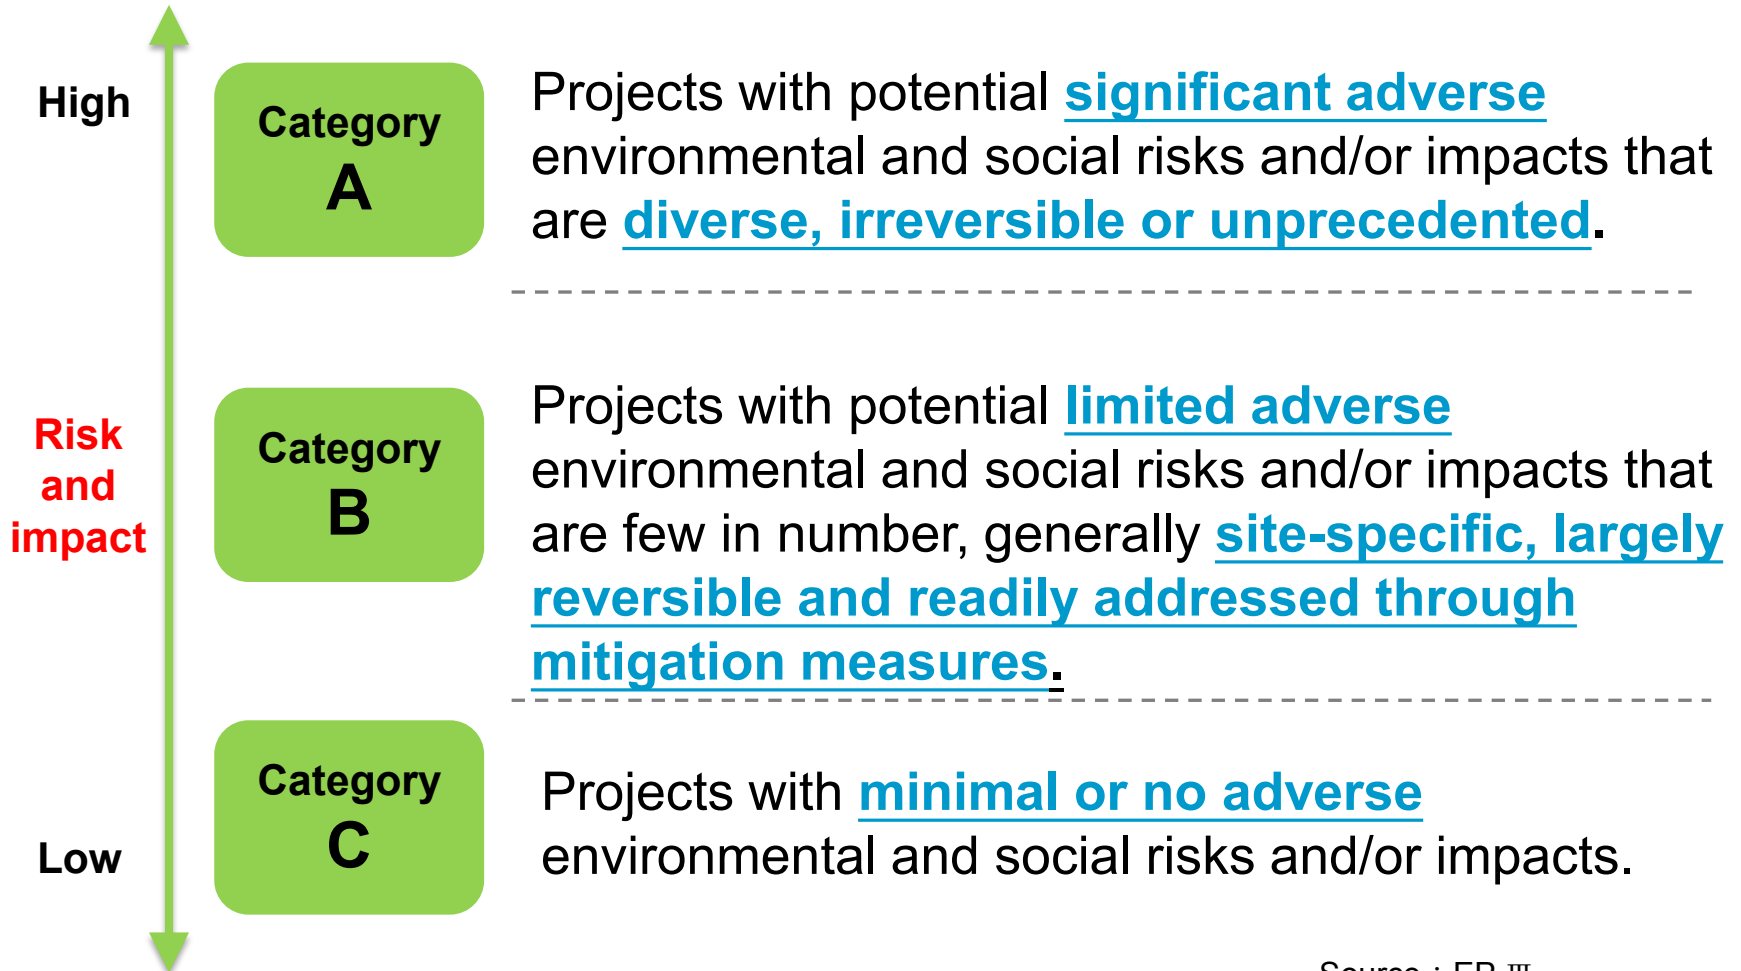 High
Category
A
Projects with potential significant adverse
environmental and social risks and/or impacts that
are diverse, irreversible or unprecedented.
Risk
and
impact
Category
B
Projects with potential limited adverse
environmental and social risks and/or impacts that
are few in number, generally site-specific, largely
reversible and readily addressed through
mitigation measures.
Low
Category
C
Projects with minimal or no adverse
environmental and social risks and/or impacts.
Source : EP Ⅲ